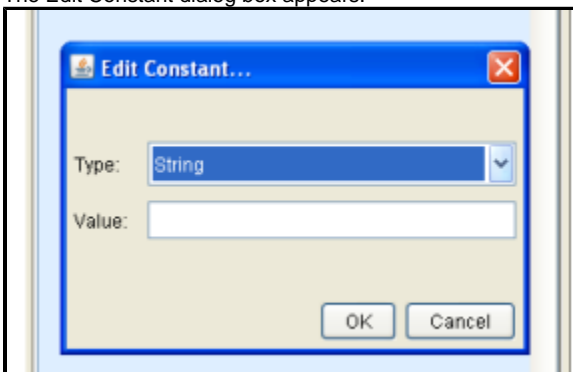 The Edit Constant dialog box appears.
Edit Constant...
Type: String
Value:
OK Cancel